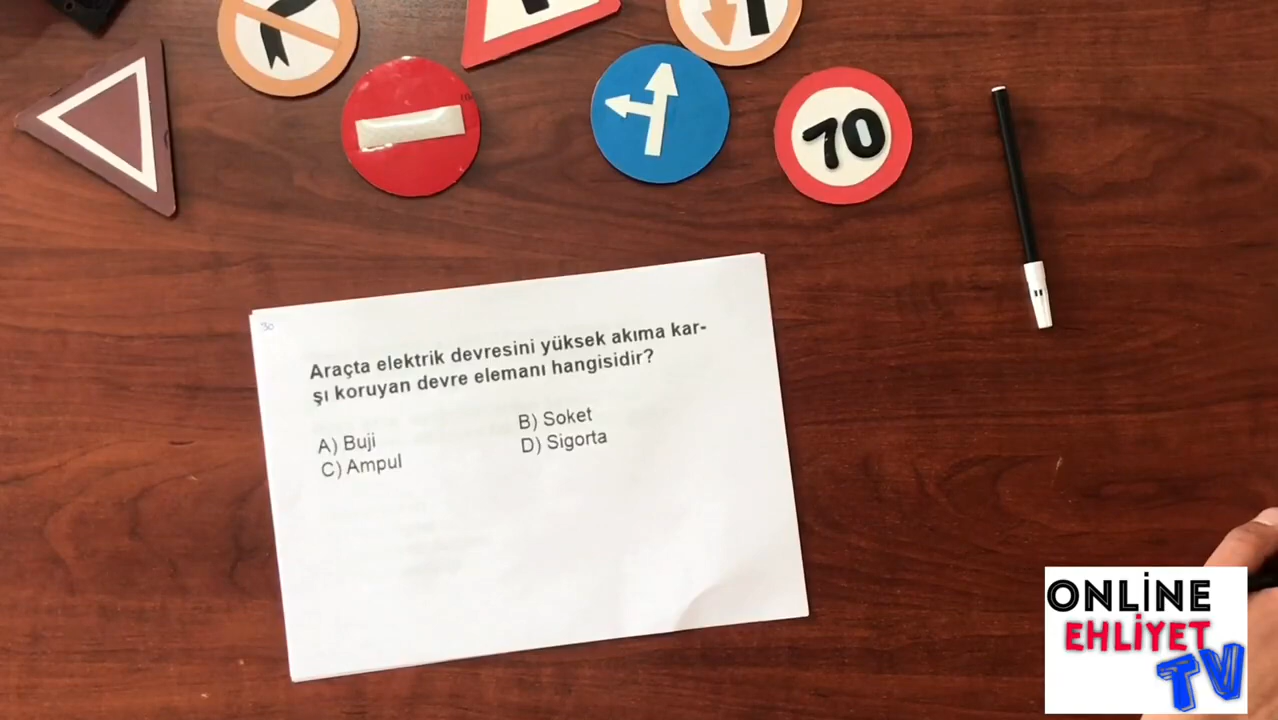 70
30
Araçta elektrik devresini yüksek akıma kar-
şı koruyan devre elemanı hangisidir?
A) Buji
B) Soket
C) Ampul
D) Sigorta
ONLİNE
EHLİYET
TV